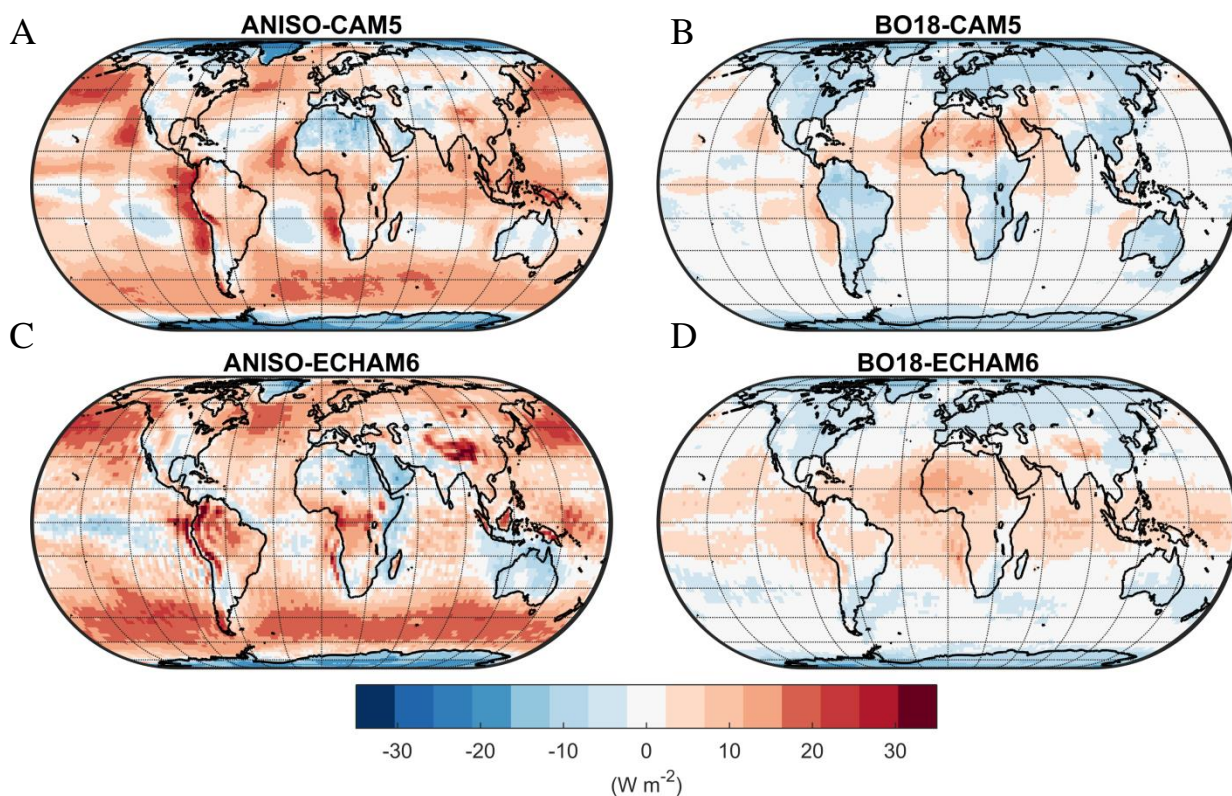 A
ANISO-CAM5
B
BO18-CAM5
C
ANISO-ECHAM6
D
BO18-ECHAM6
-30 -20 -10 0 10 20 30
(W m-2)